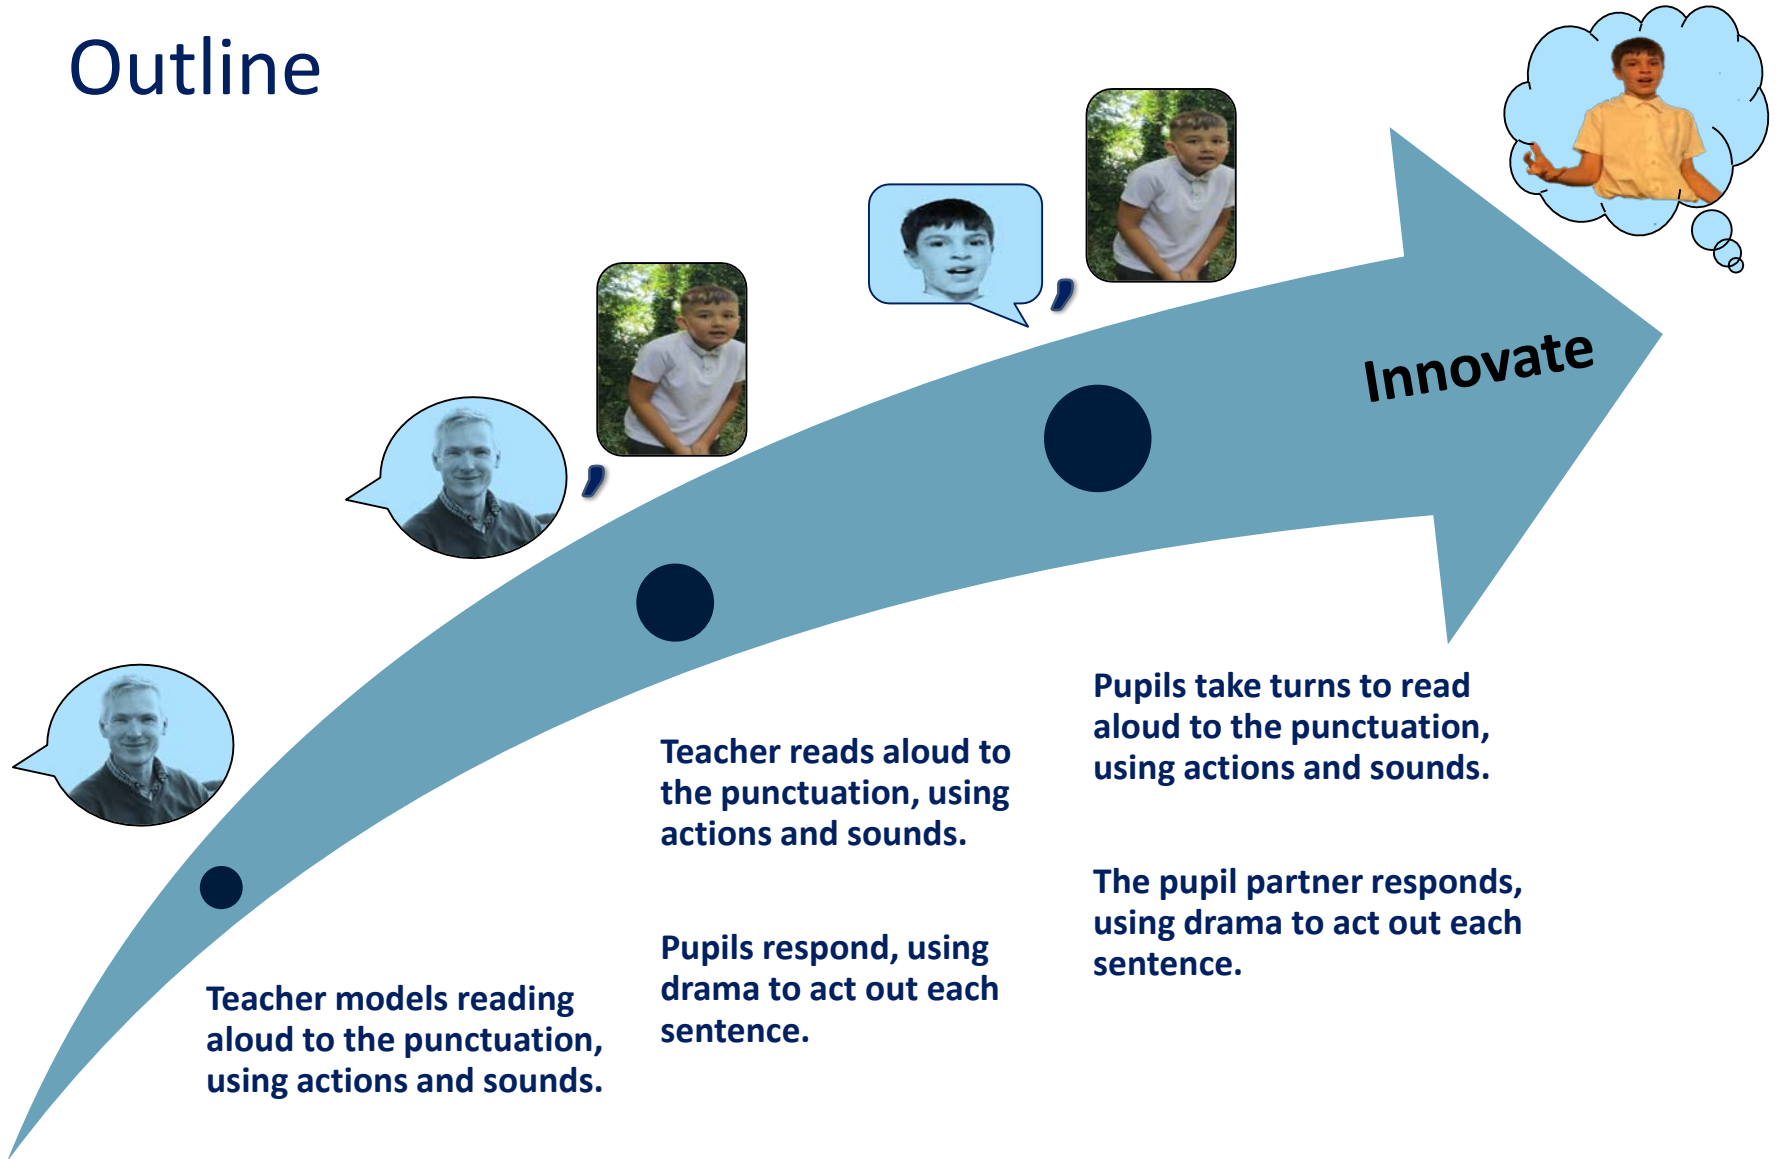 Outline
,
,
Innovate
Teacher models reading
aloud to the punctuation,
using actions and sounds.
Teacher reads aloud to
the punctuation, using
actions and sounds.
Pupils respond, using
drama to act out each
sentence.
Pupils take turns to read
aloud to the punctuation,
using actions and sounds.
The pupil partner responds,
using drama to act out each
sentence.